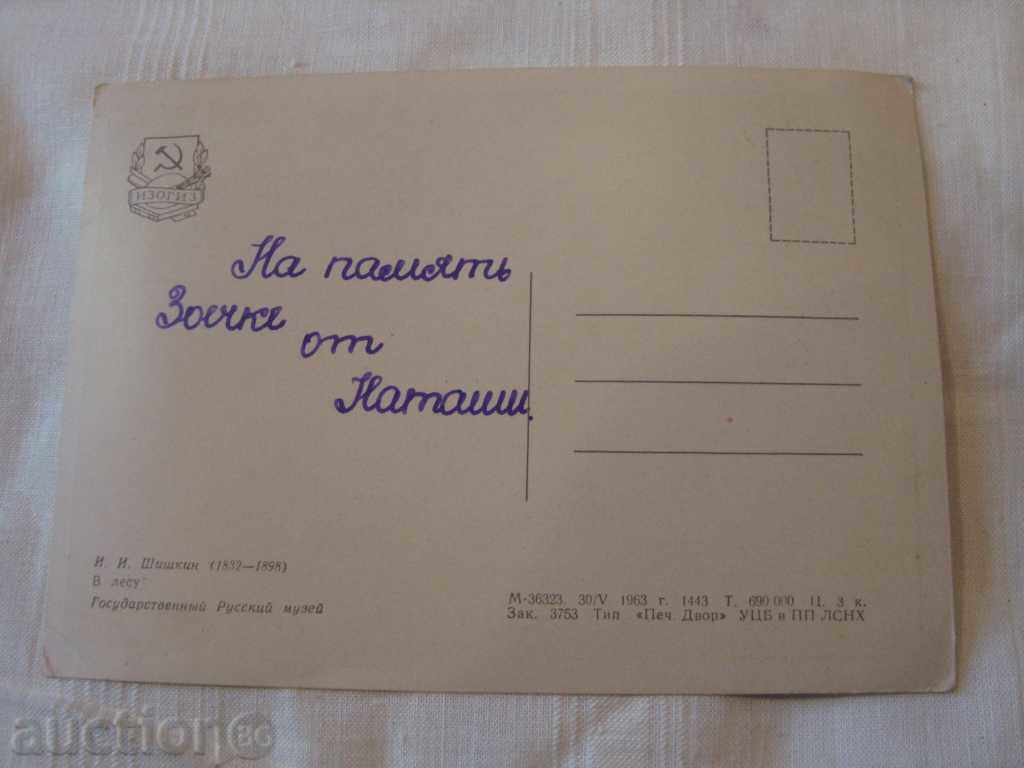 ИЗОГИЗ
На память
Зоечке
от
Наташи.
И. И. Шишкин (1832—1898)
В лесу
Государственный Русский музей
М-36323. 30/V 1963 г. 1443 Т. 690 000 Ц. 3 к.
Зак. 3753 Тип «Печ. Двор» УЦБ и ПП ЛСНХ
auction.BG